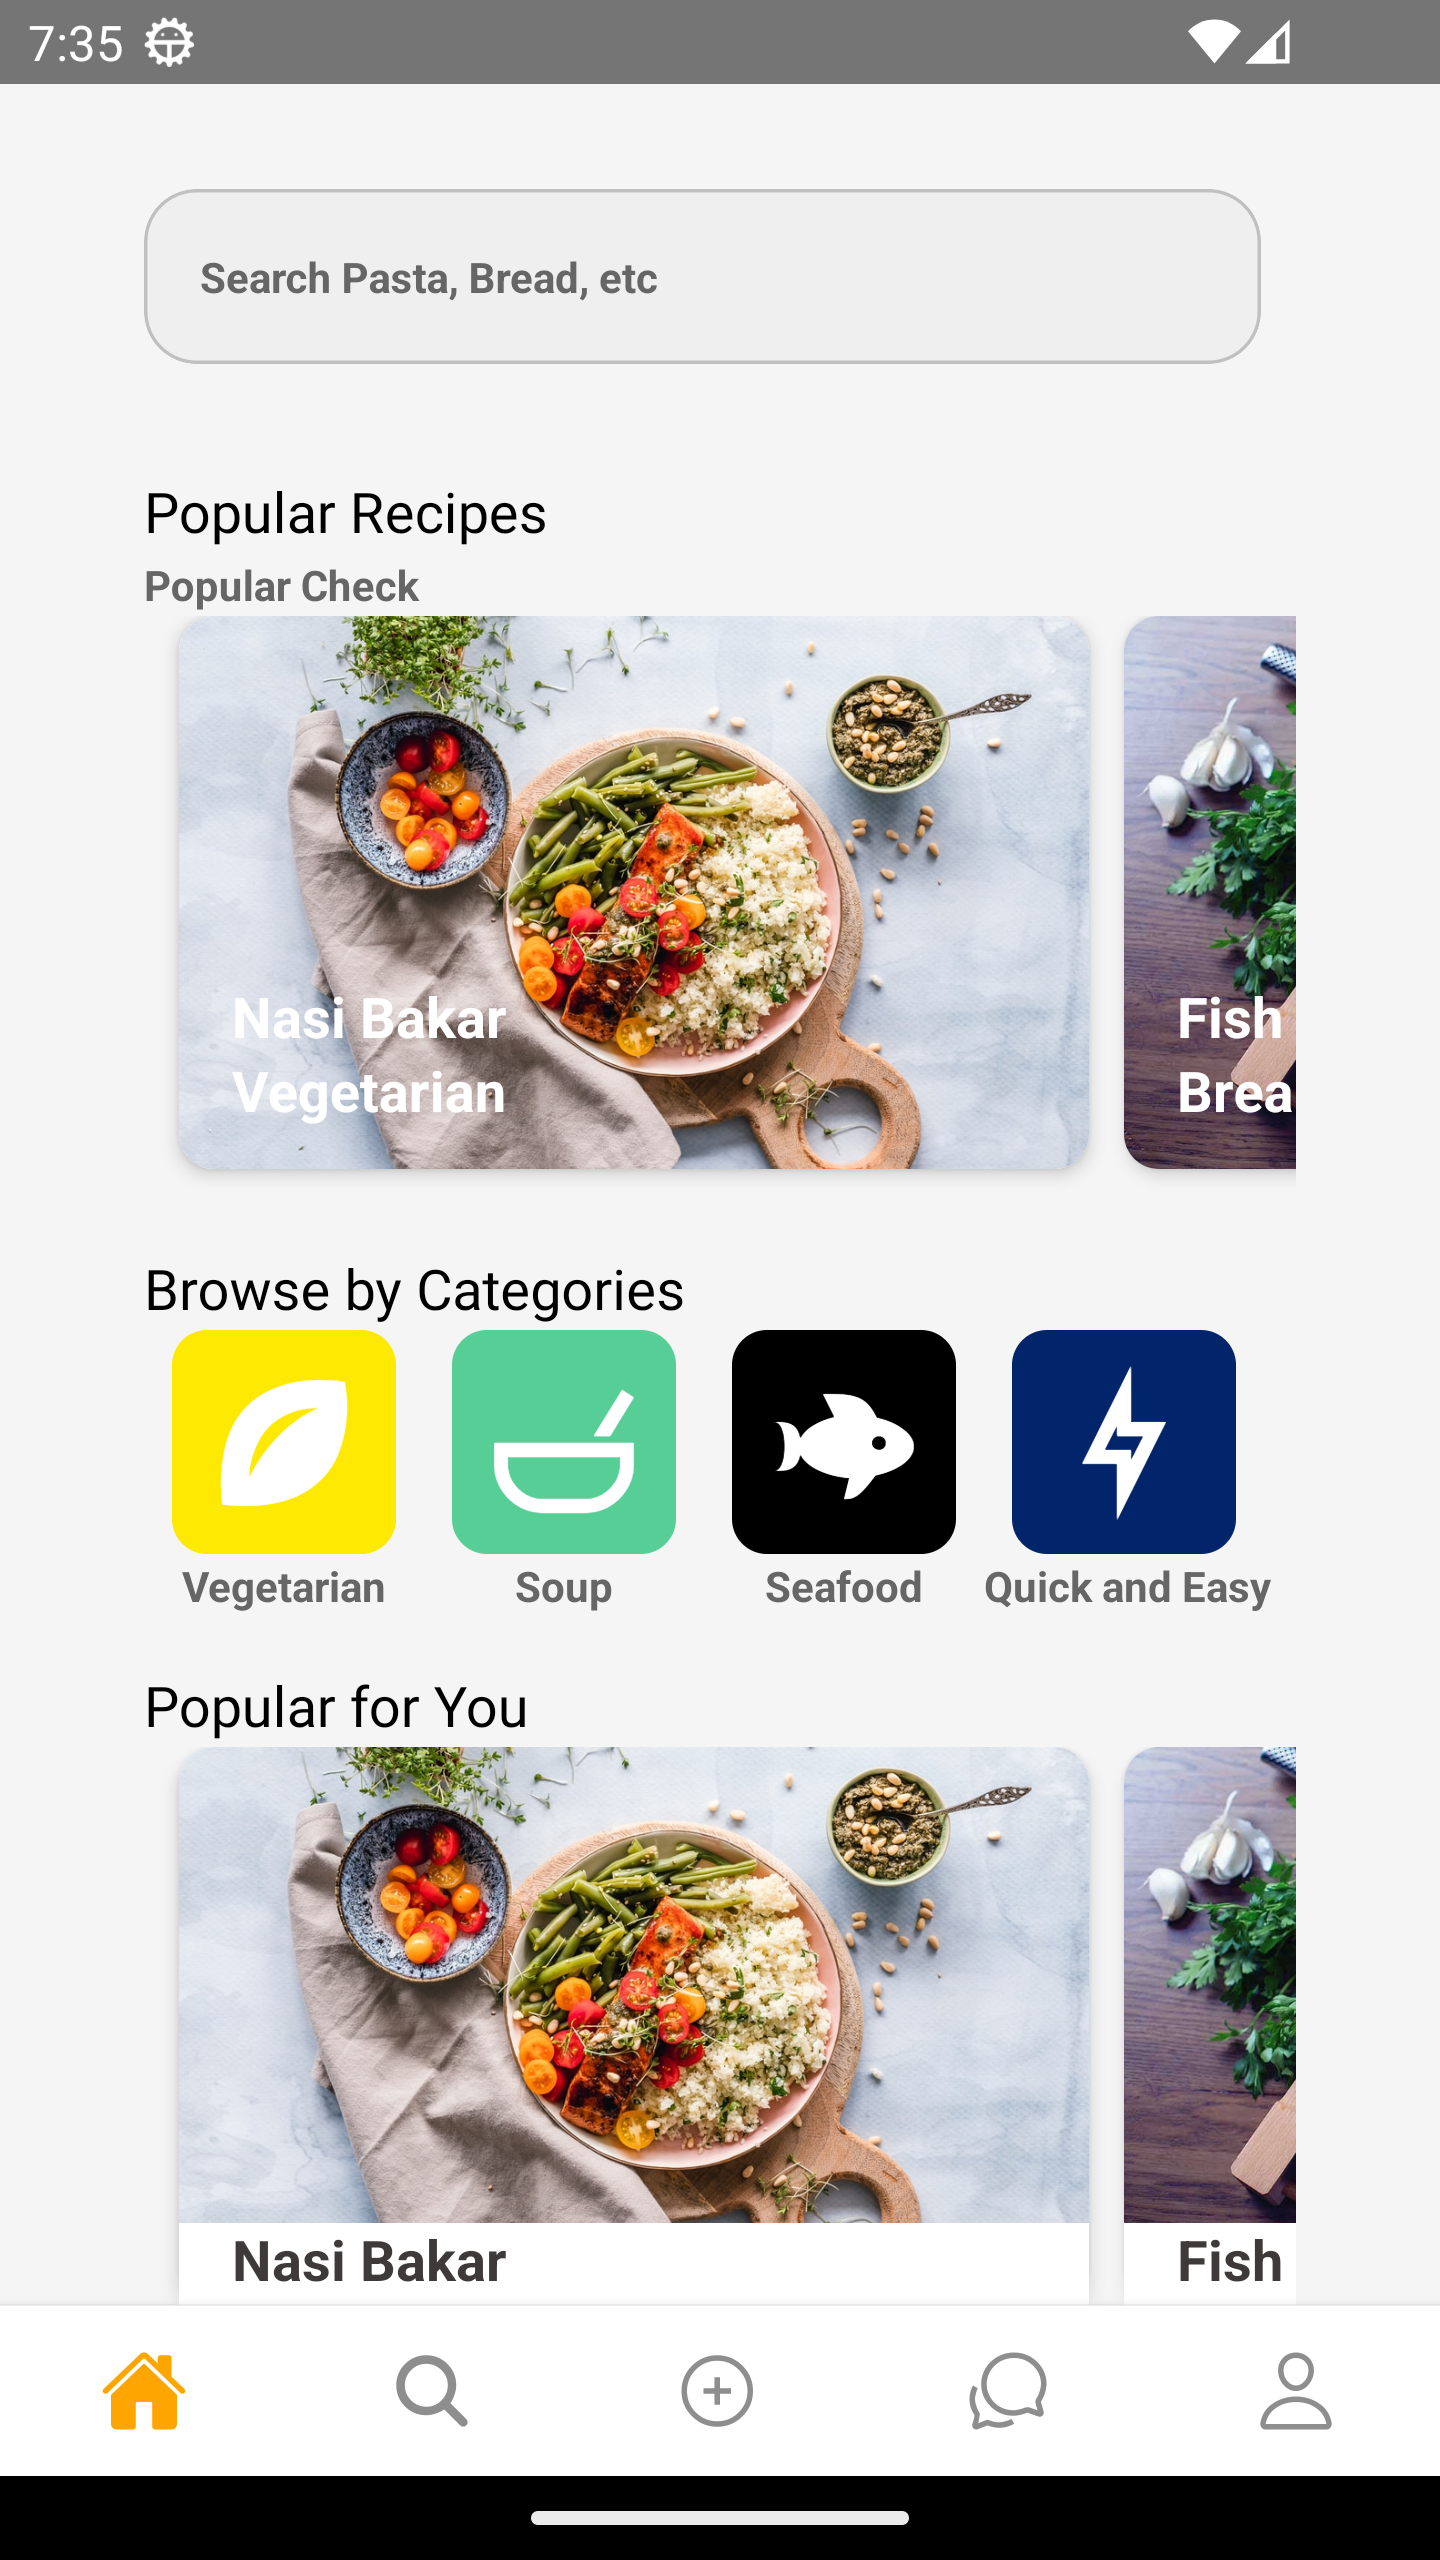 7:35
Search Pasta, Bread, etc
Popular Recipes
Popular Check
Nasi Bakar
Vegetarian
Fish
Brea
Browse by Categories
Vegetarian
Soup
Seafood
Quick and Easy
Popular for You
Nasi Bakar
Fish